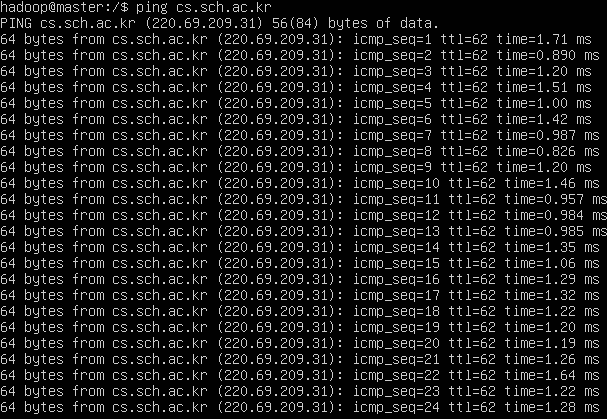 hadoop@master:/$ ping cs.sch.ac.kr
PING cs.sch.ac.kr (220.69.209.31) 56(84) bytes of data.
64 bytes from cs.sch.ac.kr (220.69.209.31): icmp_seq=1 ttl=62 time=1.71 ms
64 bytes from cs.sch.ac.kr (220.69.209.31): icmp_seq=2 ttl=62 time=0.890 ms
64 bytes from cs.sch.ac.kr (220.69.209.31): icmp_seq=3 ttl=62 time=1.20 ms
64 bytes from cs.sch.ac.kr (220.69.209.31): icmp_seq=4 ttl=62 time=1.51 ms
64 bytes from cs.sch.ac.kr (220.69.209.31): icmp_seq=5 ttl=62 time=1.00 ms
64 bytes from cs.sch.ac.kr (220.69.209.31): icmp_seq=6 ttl=62 time=1.42 ms
64 bytes from cs.sch.ac.kr (220.69.209.31): icmp_seq=7 ttl=62 time=0.987 ms
64 bytes from cs.sch.ac.kr (220.69.209.31): icmp_seq=8 ttl=62 time=0.826 ms
64 bytes from cs.sch.ac.kr (220.69.209.31): icmp_seq=9 ttl=62 time=1.20 ms
64 bytes from cs.sch.ac.kr (220.69.209.31): icmp_seq=10 ttl=62 time=1.46 ms
64 bytes from cs.sch.ac.kr (220.69.209.31): icmp_seq=11 ttl=62 time=0.957 ms
64 bytes from cs.sch.ac.kr (220.69.209.31): icmp_seq=12 ttl=62 time=0.984 ms
64 bytes from cs.sch.ac.kr (220.69.209.31): icmp_seq=13 ttl=62 time=0.985 ms
64 bytes from cs.sch.ac.kr (220.69.209.31): icmp_seq=14 ttl=62 time=1.35 ms
64 bytes from cs.sch.ac.kr (220.69.209.31): icmp_seq=15 ttl=62 time=1.06 ms
64 bytes from cs.sch.ac.kr (220.69.209.31): icmp_seq=16 ttl=62 time=1.29 ms
64 bytes from cs.sch.ac.kr (220.69.209.31): icmp_seq=17 ttl=62 time=1.32 ms
64 bytes from cs.sch.ac.kr (220.69.209.31): icmp_seq=18 ttl=62 time=1.22 ms
64 bytes from cs.sch.ac.kr (220.69.209.31): icmp_seq=19 ttl=62 time=1.20 ms
64 bytes from cs.sch.ac.kr (220.69.209.31): icmp_seq=20 ttl=62 time=1.19 ms
64 bytes from cs.sch.ac.kr (220.69.209.31): icmp_seq=21 ttl=62 time=1.26 ms
64 bytes from cs.sch.ac.kr (220.69.209.31): icmp_seq=22 ttl=62 time=1.64 ms
64 bytes from cs.sch.ac.kr (220.69.209.31): icmp_seq=23 ttl=62 time=1.22 ms
64 bytes from cs.sch.ac.kr (220.69.209.31): icmp_seq=24 ttl=62 time=1.28 ms